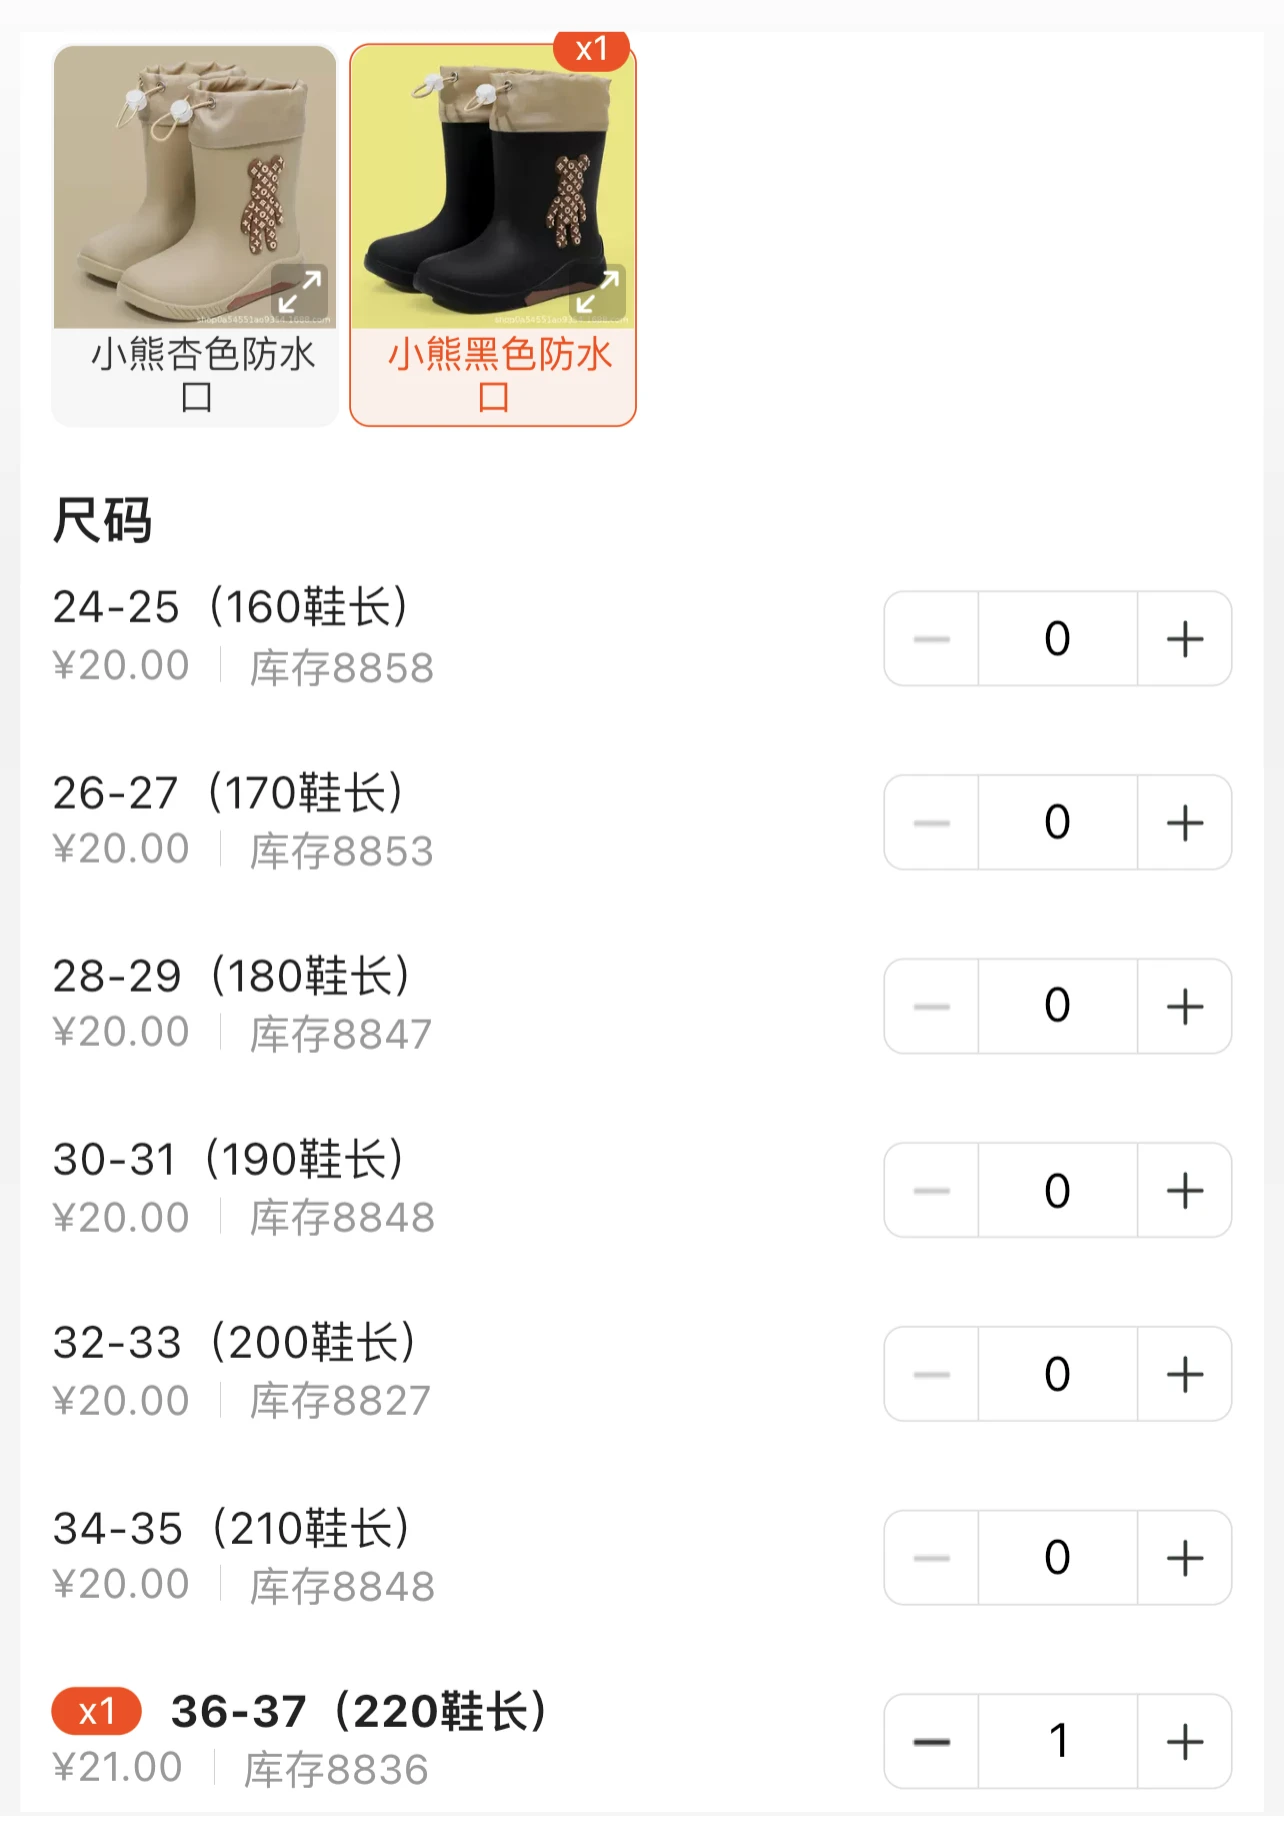 x1
shop0a54551ao9354.1688.com
小熊杏色防水
口
小熊黑色防水
口
尺码
24-25（160鞋长）
¥20.00 库存8858
0
26-27（170鞋长）
¥20.00 库存8853
0
28-29（180鞋长）
¥20.00 库存8847
0
30-31（190鞋长）
¥20.00 库存8848
0
32-33（200鞋长）
¥20.00 库存8827
0
34-35（210鞋长）
¥20.00 库存8848
0
x1 36-37（220鞋长）
¥21.00 库存8836
1